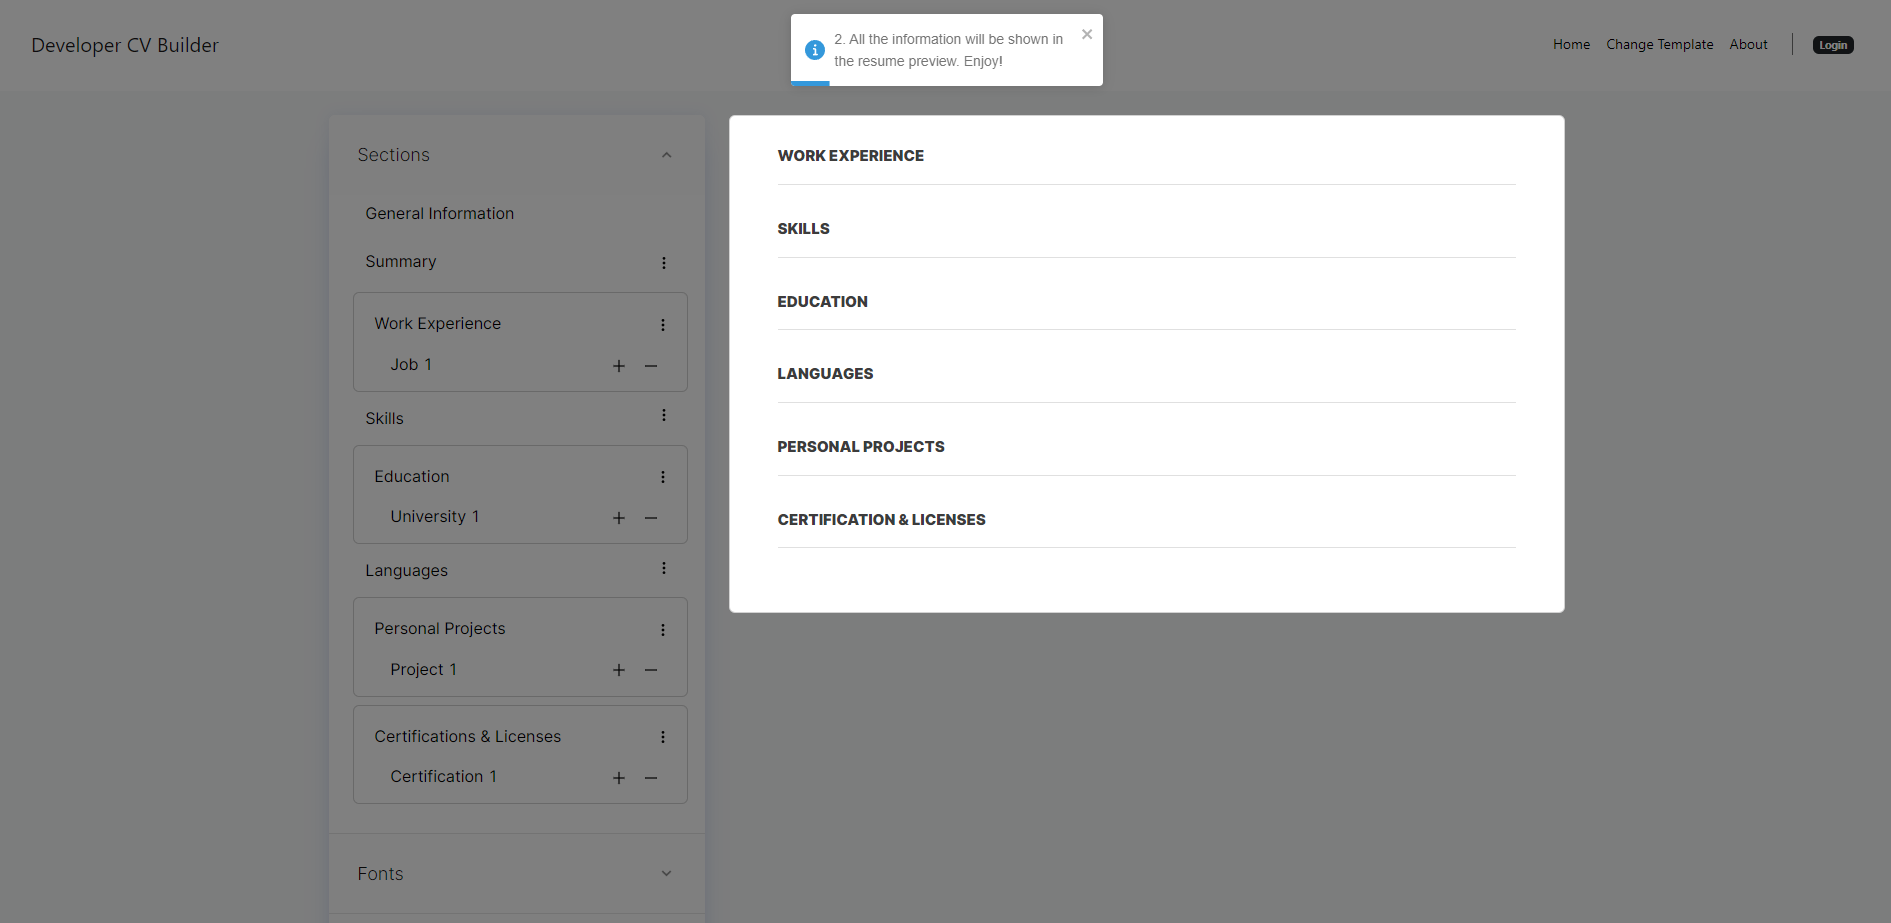 Developer CV Builder
2. All the information will be shown in
the resume preview. Enjoy!
Home
Change Template
About
Login
Sections
General Information
Summary
Work Experience
Job 1
Skills
Education
University 1
Languages
Personal Projects
Project 1
Certifications & Licenses
Certification 1
Fonts
WORK EXPERIENCE
SKILLS
EDUCATION
LANGUAGES
PERSONAL PROJECTS
CERTIFICATION & LICENSES